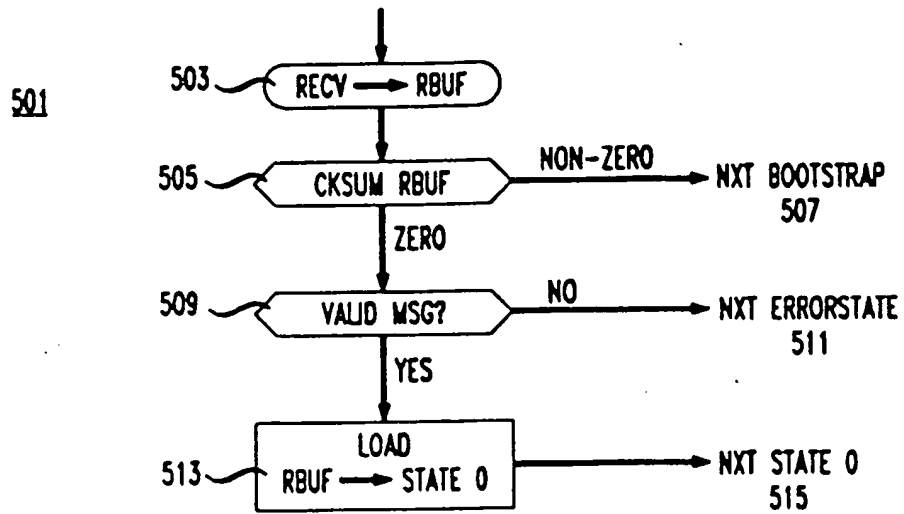 501
503 RECV RBUF
505 CKSUM RBUF NON-ZERO NXT BOOTSTRAP
507
ZERO
509 VALID MSG? NO NXT ERRORSTATE
511
YES
LOAD
513 RBUF STATE 0 NXT STATE 0
515